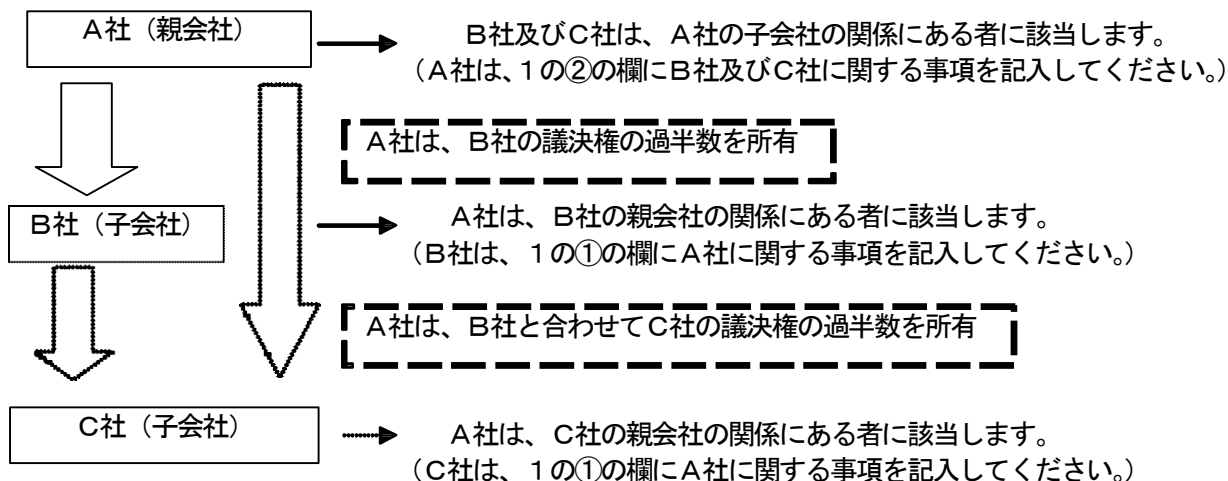 A社（親会社）
B社及びC社は、A社の子会社の関係にある者に該当します。
（A社は、1の②の欄にB社及びC社に関する事項を記入してください。）
A社は、B社の議決権の過半数を所有
B社（子会社）
A社は、B社の親会社の関係にある者に該当します。
（B社は、1の①の欄にA社に関する事項を記入してください。）
A社は、B社と合わせてC社の議決権の過半数を所有
C社（子会社）
A社は、C社の親会社の関係にある者に該当します。
（C社は、1の①の欄にA社に関する事項を記入してください。）